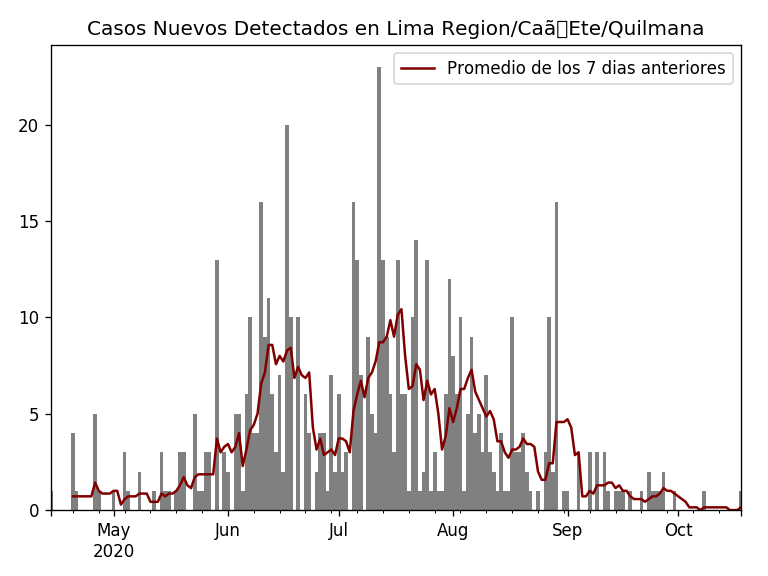 Casos Nuevos Detectados en Lima Region/Caã▯Ete/Quilmana
Promedio de los 7 dias anteriores
20
15
10
5
0
May Jun Jul Aug Sep Oct
2020